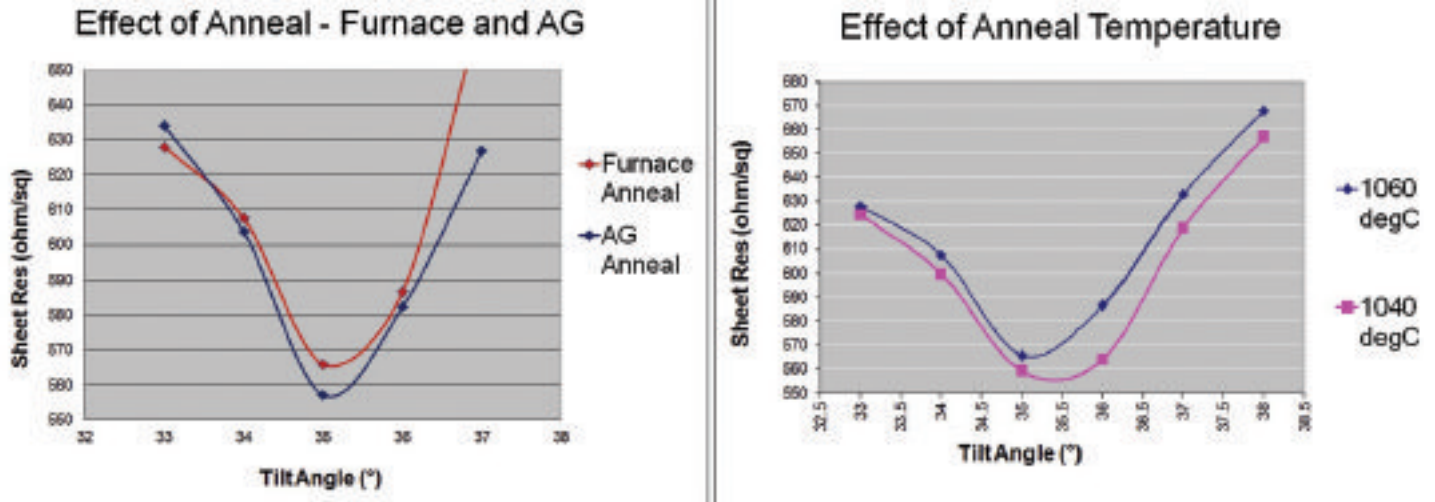 Effect of Anneal - Furnace and AG
650
640
630
620
610
600
590
580
570
560
550
32 33 34 35 36 37 38
Sheet Res (ohm/sq)
Tilt Angle (°)
Furnace
Anneal
AG
Anneal
Effect of Anneal Temperature
680
670
660
650
640
630
620
610
600
590
580
570
560
550
32.5 33 33.5 34 34.5 35 35.5 36 36.5 37 37.5 38 38.5
Sheet Res (ohm/sq)
Tilt Angle (°)
1060
degC
1040
degC